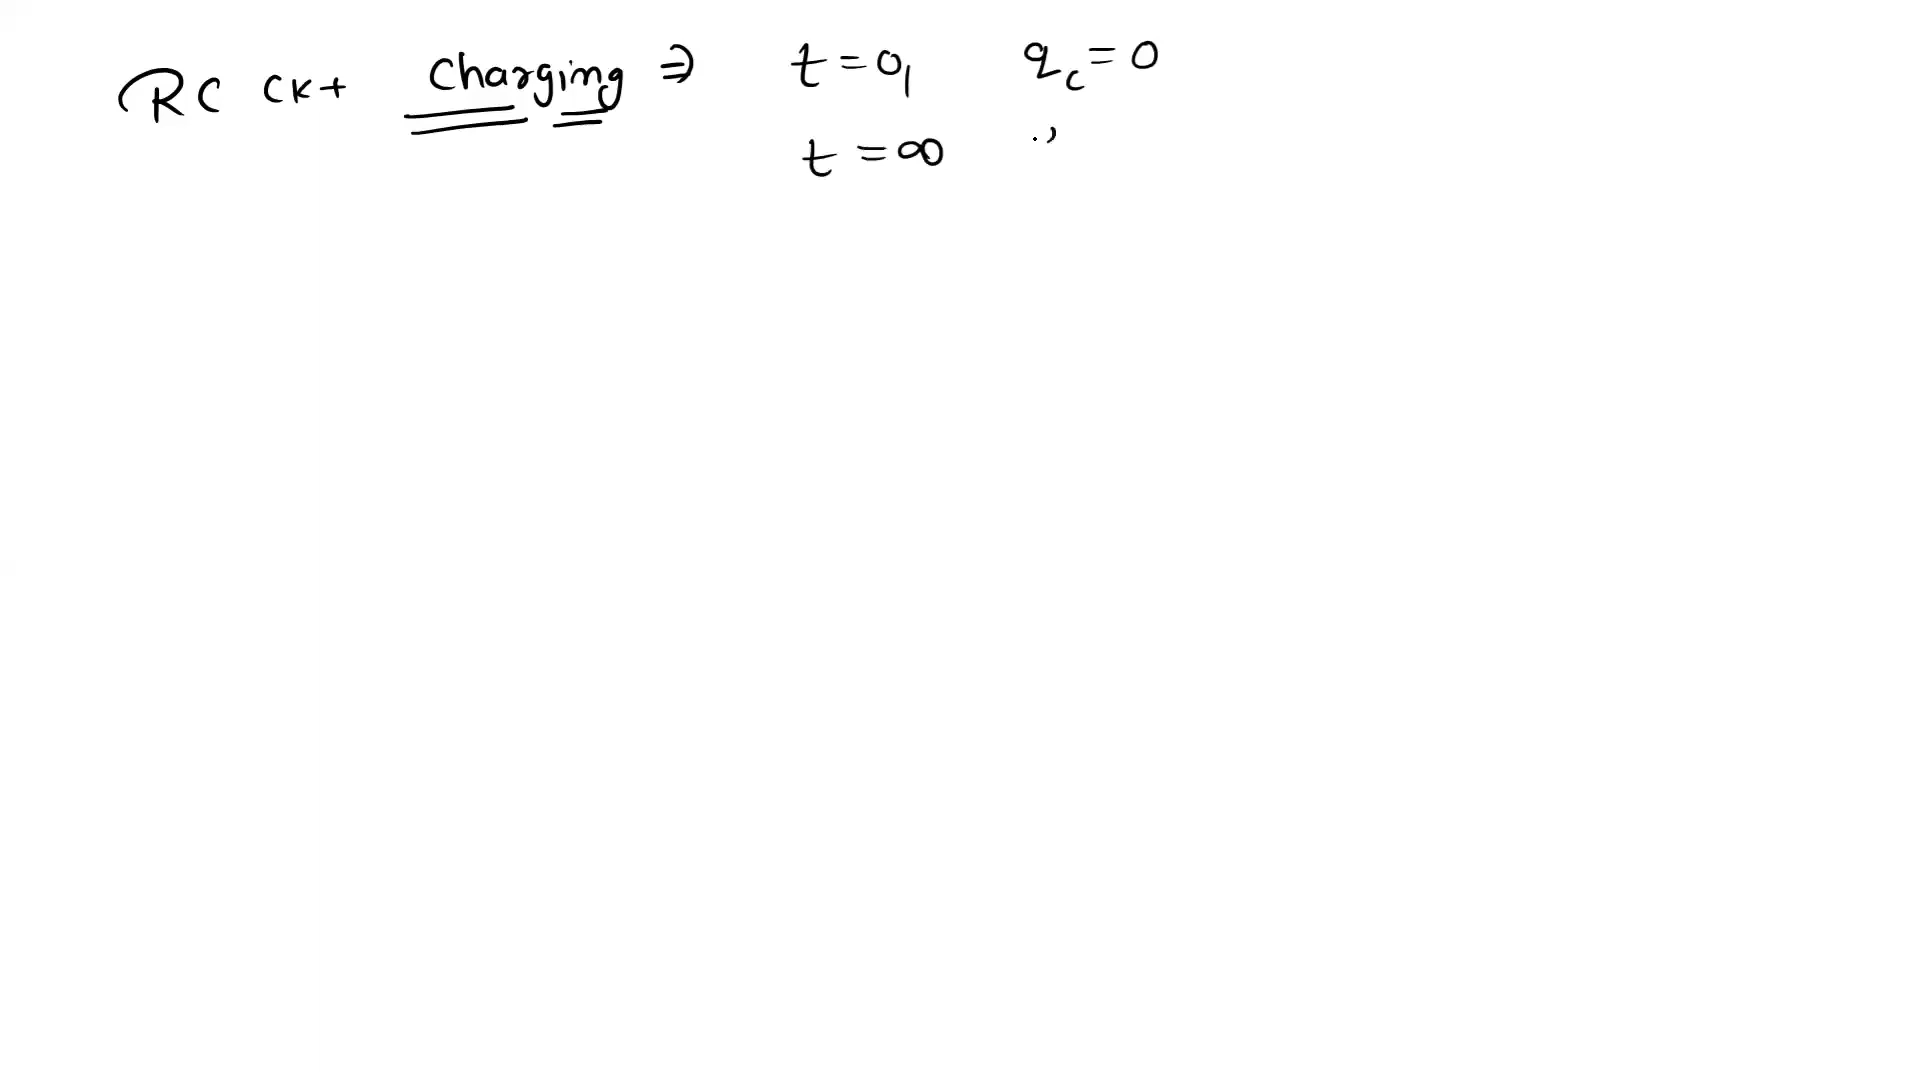 RC CKt Charging ⇒ t = 0, q_c = 0
t = ∞